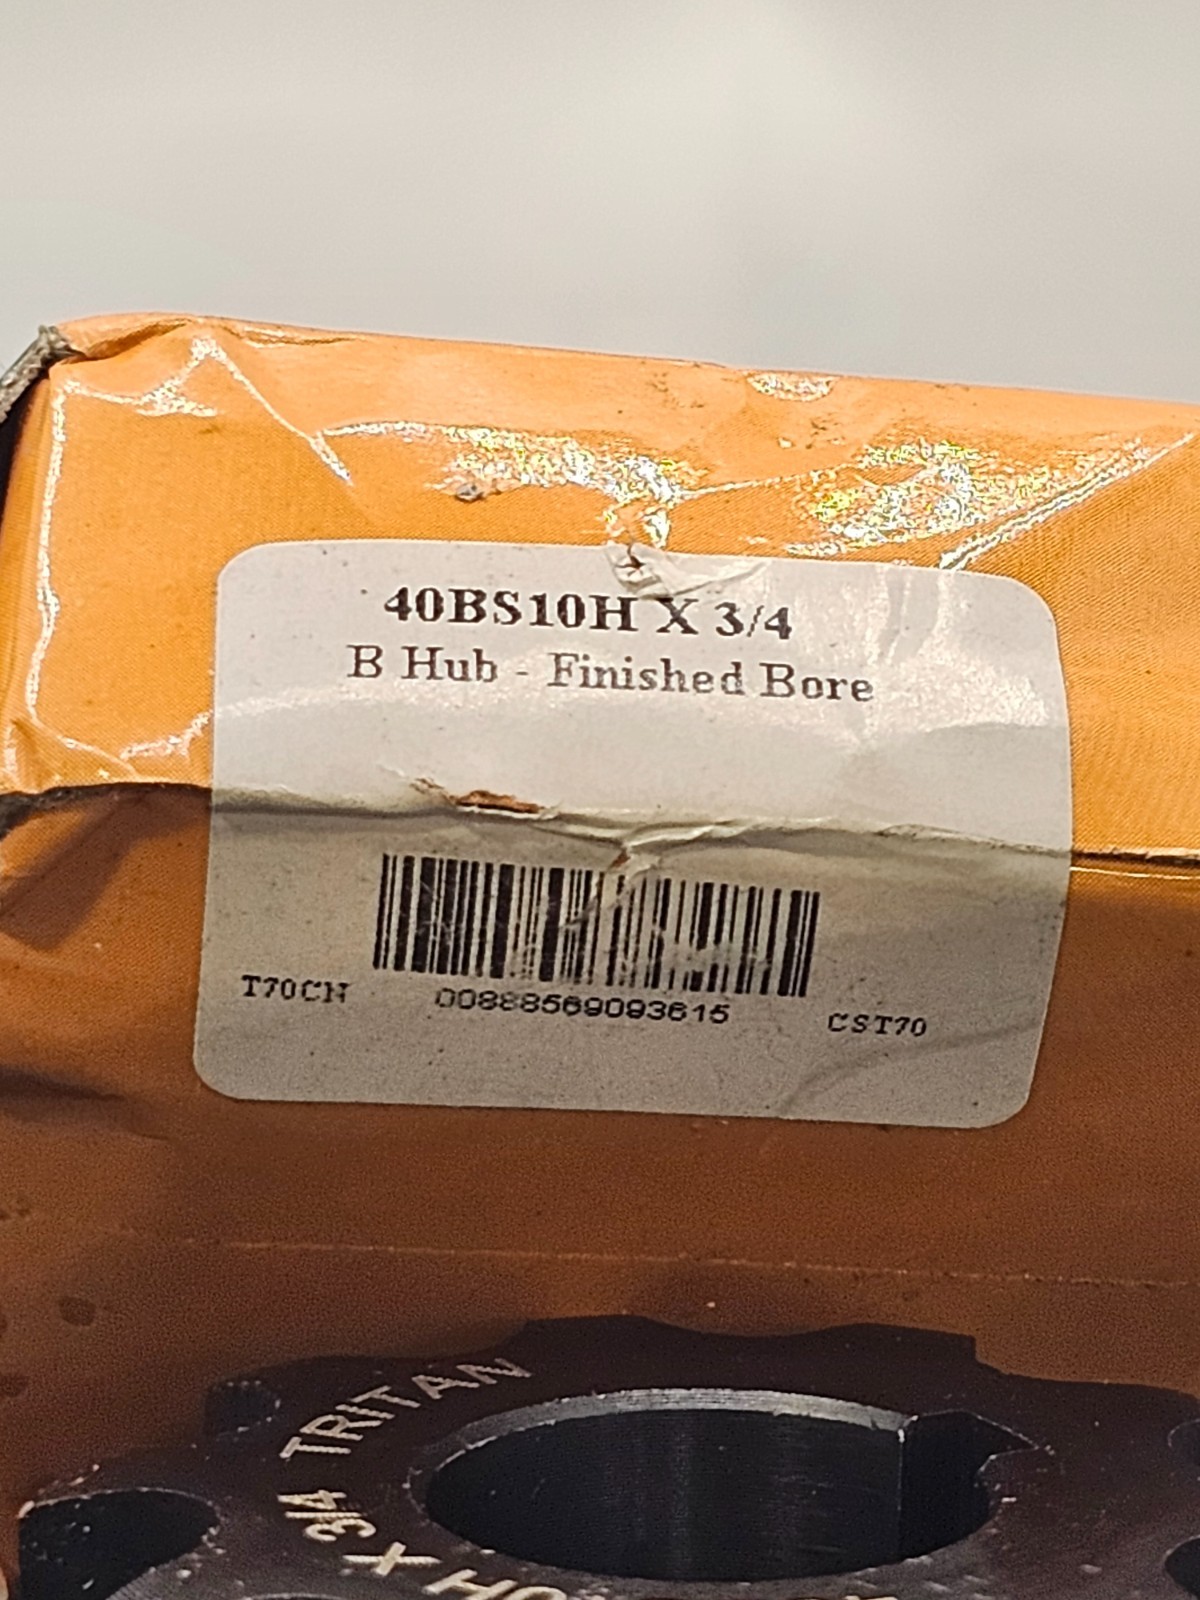 40BS10H X 3/4
B Hub - Finished Bore
T70CH 00888569093615 CST70
X 3/4 TRITAN